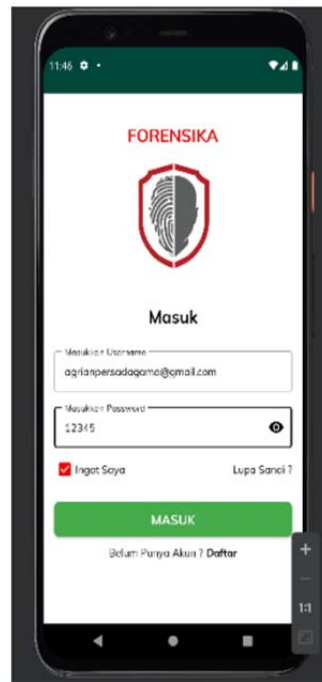 11:46
FORENSIKA
Masuk
Masukkan Username
agrianpersadagama@gmail.com
Masukkan Password
12345
Ingat Saya
Lupa Sandi ?
MASUK
Belum Punya Akun ? Daftar
1:1